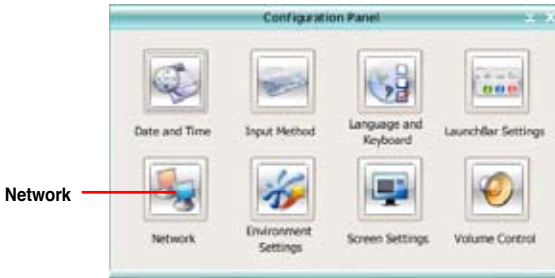 Configuration Panel
Date and Time
Input Method
Language and
Keyboard
LaunchBar Settings
Network
Network
Environment
Settings
Screen Settings
Volume Control